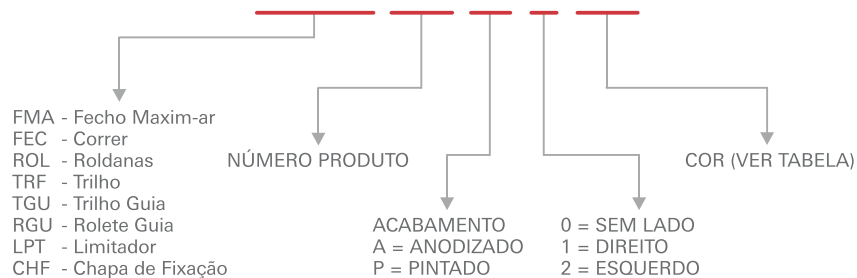 FMA - Fecho Maxim-ar
FEC - Correr
ROL - Roldanas
TRF - Trilho
TGU - Trilho Guia
RGU - Rolete Guia
LPT - Limitador
CHF - Chapa de Fixação
NÚMERO PRODUTO
ACABAMENTO
A = ANODIZADO
P = PINTADO
0 = SEM LADO
1 = DIREITO
2 = ESQUERDO
COR (VER TABELA)